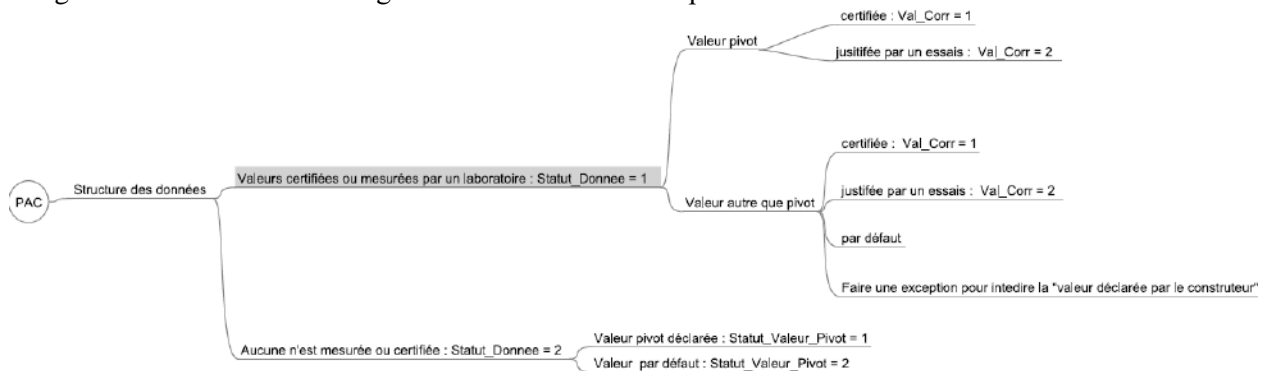 certifiée : Val_Corr = 1
Valeur pivot
jusitifée par un essais : Val_Corr = 2
certifiée : Val_Corr = 1
Valeurs certifiées ou mesurées par un laboratoire : Statut_Donnee = 1
Structure des données
PAC
justifée par un essais : Val_Corr = 2
Valeur autre que pivot
par défaut
Faire une exception pour intedire la "valeur déclarée par le construteur"
Valeur pivot déclarée : Statut_Valeur_Pivot = 1
Aucune n'est mesurée ou certifiée : Statut_Donnee = 2
Valeur par défaut : Statut_Valeur_Pivot = 2